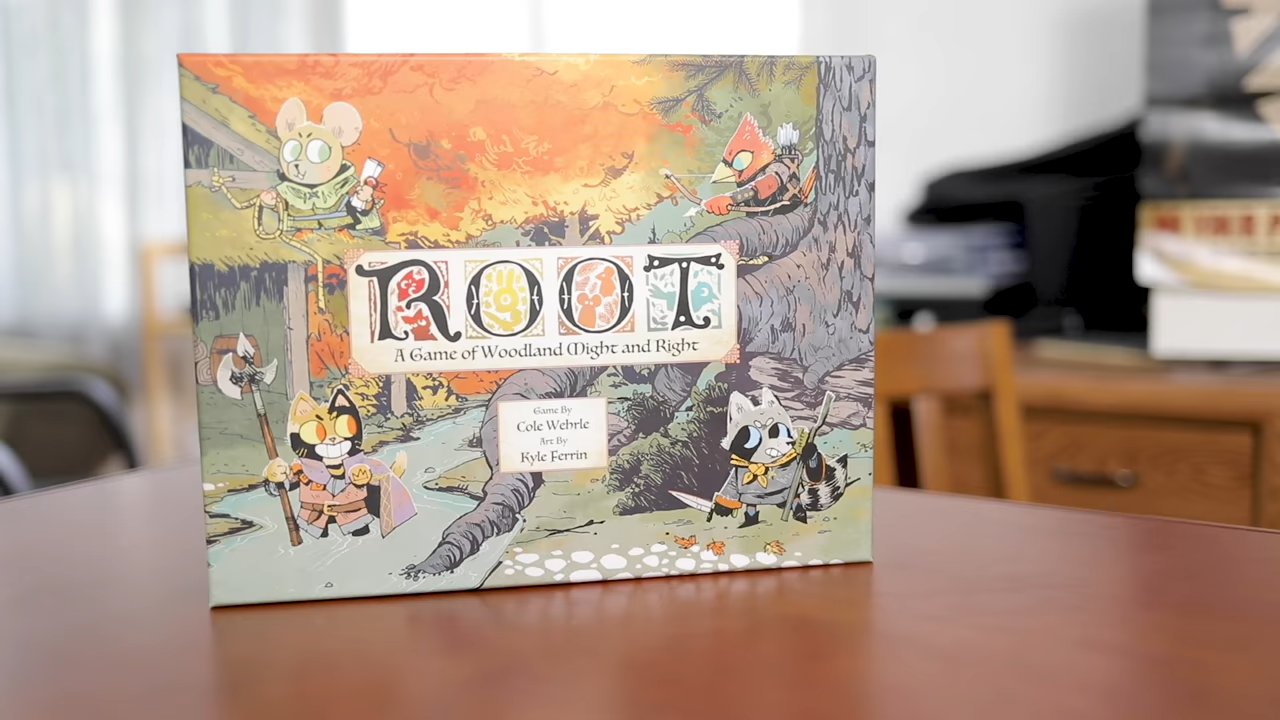 ROOT
A Game of Woodland Might and Right
Game By
Cole Wehrle
Art By
Kyle Ferrin